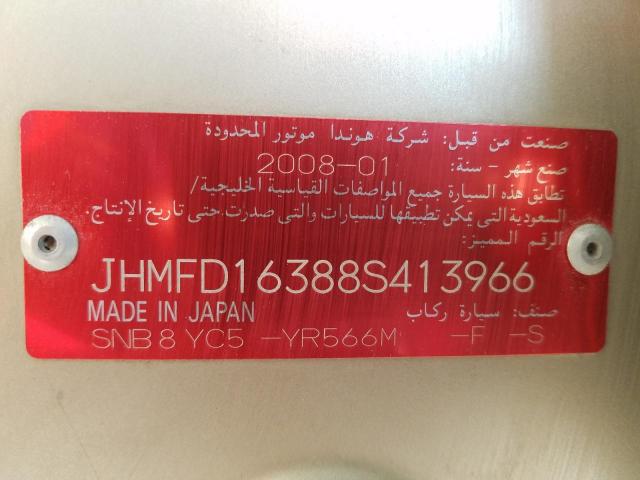 صنعت من قبل: شركة هوندا موتور المحدودة
صنع شهر – سنة: 2008-01
تطابق هذه السيارة جميع المواصفات القياسية الخليجية/
السعودية التي يمكن تطبيقها للسيارات والتي صدرت حتى تاريخ الإنتاج.
الرقم المميز:
JHMFD16388S413966
MADE IN JAPAN صنف: سيارة ركاب
SNB8 YC5 -YR566M -F -S